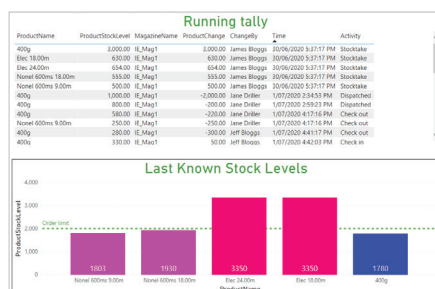 Running tally
ProductName ProductStockLevel MagazineName ProductChange ChangeBy Time Activity
400g 3,000.00 IE_Mag1 3,000.00 James Bloggs 30/06/2020 5:37:17 PM Stocktake
Elec 18.00m 630.00 IE_Mag1 630.00 James Bloggs 30/06/2020 5:37:17 PM Stocktake
Elec 24.00m 654.00 IE_Mag1 654.00 James Bloggs 30/06/2020 5:37:17 PM Stocktake
Nonel 600ms 18.00m 555.00 IE_Mag1 555.00 James Bloggs 30/06/2020 5:37:17 PM Stocktake
Nonel 600ms 9.00m 500.00 IE_Mag1 500.00 James Bloggs 30/06/2020 5:37:17 PM Stocktake
400g 1,000.00 IE_Mag1 -2,000.00 Jane Driller 1/07/2020 2:34:53 PM Dispatched
400g 800.00 IE_Mag1 -200.00 Jane Driller 1/07/2020 2:59:23 PM Dispatched
400g 580.00 IE_Mag1 -220.00 Jane Driller 1/07/2020 4:17:16 PM Check out
Nonel 600ms 9.00m 250.00 IE_Mag1 -250.00 Jane Driller 1/07/2020 4:17:16 PM Check out
400g 280.00 IE_Mag1 -300.00 Jeff Bloggs 1/07/2020 4:41:17 PM Check out
400g 330.00 IE_Mag1 50.00 Jeff Bloggs 1/07/2020 4:42:03 PM Check in
Last Known Stock Levels
ProductStockLevel
4,000
3,000
Order limit
2,000
1,000
0
1803 1930 3350 3350 1780
Nonel 600ms 9.00m Nonel 600ms 18.00m Elec 24.00m Elec 18.00m 400g
ProductName